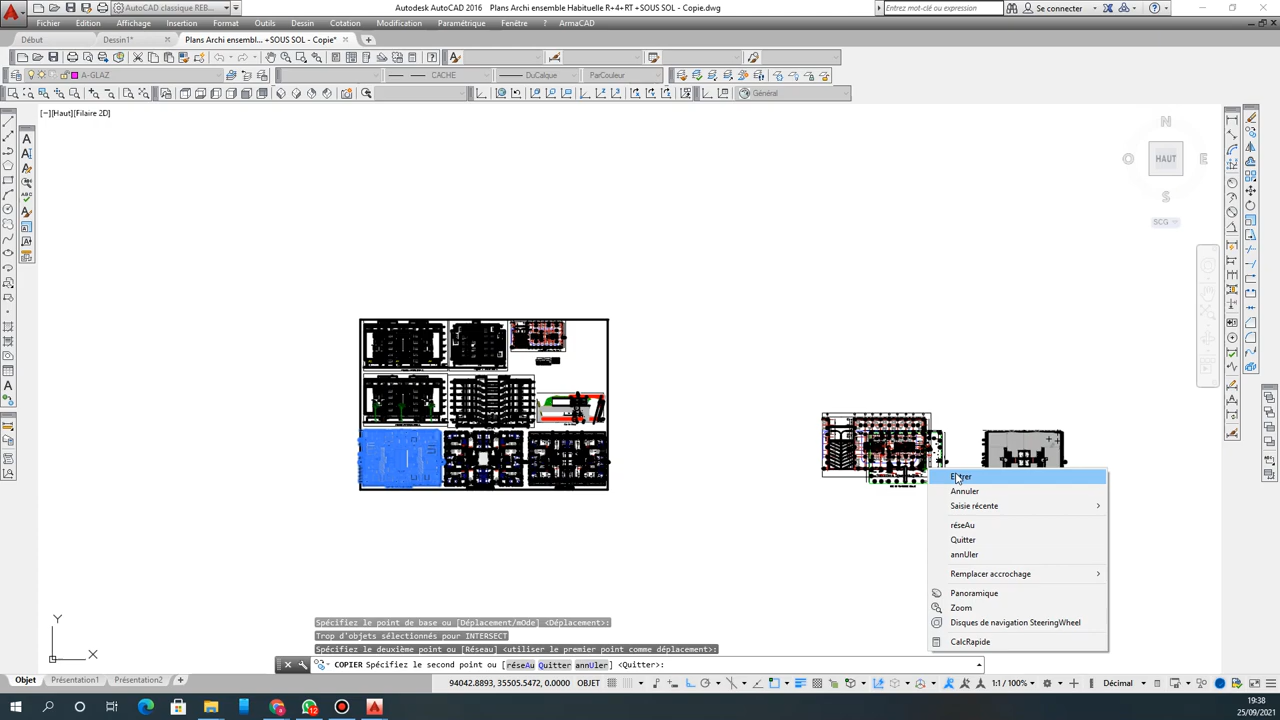 AutoCAD classique REB...
Autodesk AutoCAD 2016
Plans Archi ensemble Habituelle R+4+RT +SOUS SOL - Copie.dwg
Entrez mot-clé ou expression
Se connecter
Fichier
Edition
Affichage
Insertion
Format
Outils
Dessin
Cotation
Modification
Paramétrique
Fenêtre
?
ArmaCAD
Début
Dessin1*
Plans Archi ensembl... +SOUS SOL - Copie*
A-GLAZ
CACHE
DuCalque
ParCouleur
Général
[−][Haut][Filaire 2D]
N
O
HAUT
E
S
SCG
Entrer
Annuler
Saisie récente
réseAu
Quitter
annUler
Remplacer accrochage
Panoramique
Zoom
Disques de navigation SteeringWheel
CalcRapide
Y
X
Spécifiez le point de base ou [Déplacement/mOde] <Déplacement>:
Trop d'objets sélectionnés pour INTERSECT
Spécifiez le deuxième point ou [Réseau] <utiliser le premier point comme déplacement>:
COPIER Spécifiez le second point ou [réseAu Quitter annUler] <Quitter>:
Objet
Présentation1
Présentation2
+
94042.8893, 35505.5472, 0.0000
OBJET
1:1 / 100%
Décimal
12
19:38
25/09/2021